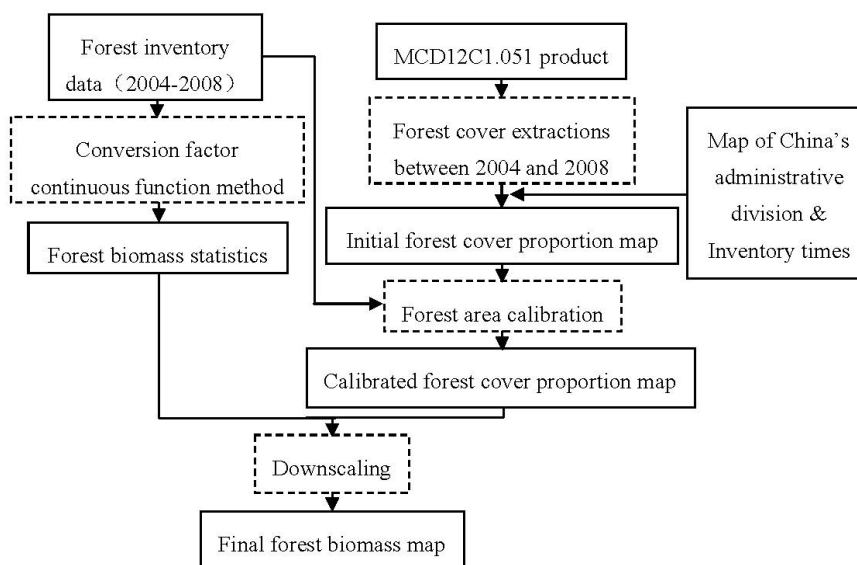 Forest inventory
data（2004-2008）
MCD12C1.051 product
Conversion factor
continuous function method
Forest cover extractions
between 2004 and 2008
Map of China’s
administrative
division &
Inventory times
Forest biomass statistics
Initial forest cover proportion map
Forest area calibration
Calibrated forest cover proportion map
Downscaling
Final forest biomass map